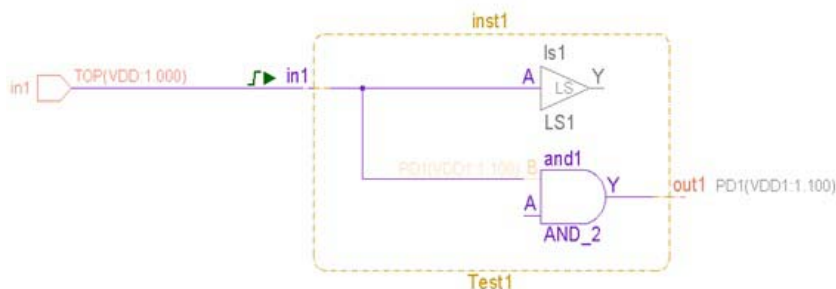 inst1
ls1
TOP(VDD:1.000)
in1
in1
A
Y
LS
LS1
and1
PD1(VDD1:1.100)
B
Y
out1
PD1(VDD1:1.100)
A
AND_2
Test1